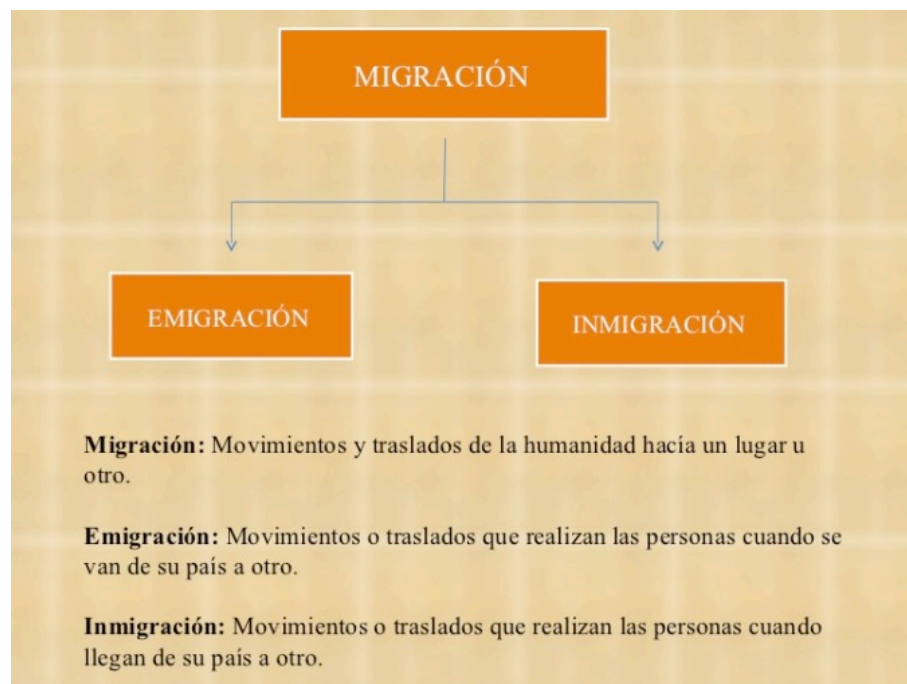 MIGRACIÓN
EMIGRACIÓN
INMIGRACIÓN
Migración: Movimientos y traslados de la humanidad hacía un lugar u
otro.
Emigración: Movimientos o traslados que realizan las personas cuando se
van de su país a otro.
Inmigración: Movimientos o traslados que realizan las personas cuando
llegan de su país a otro.